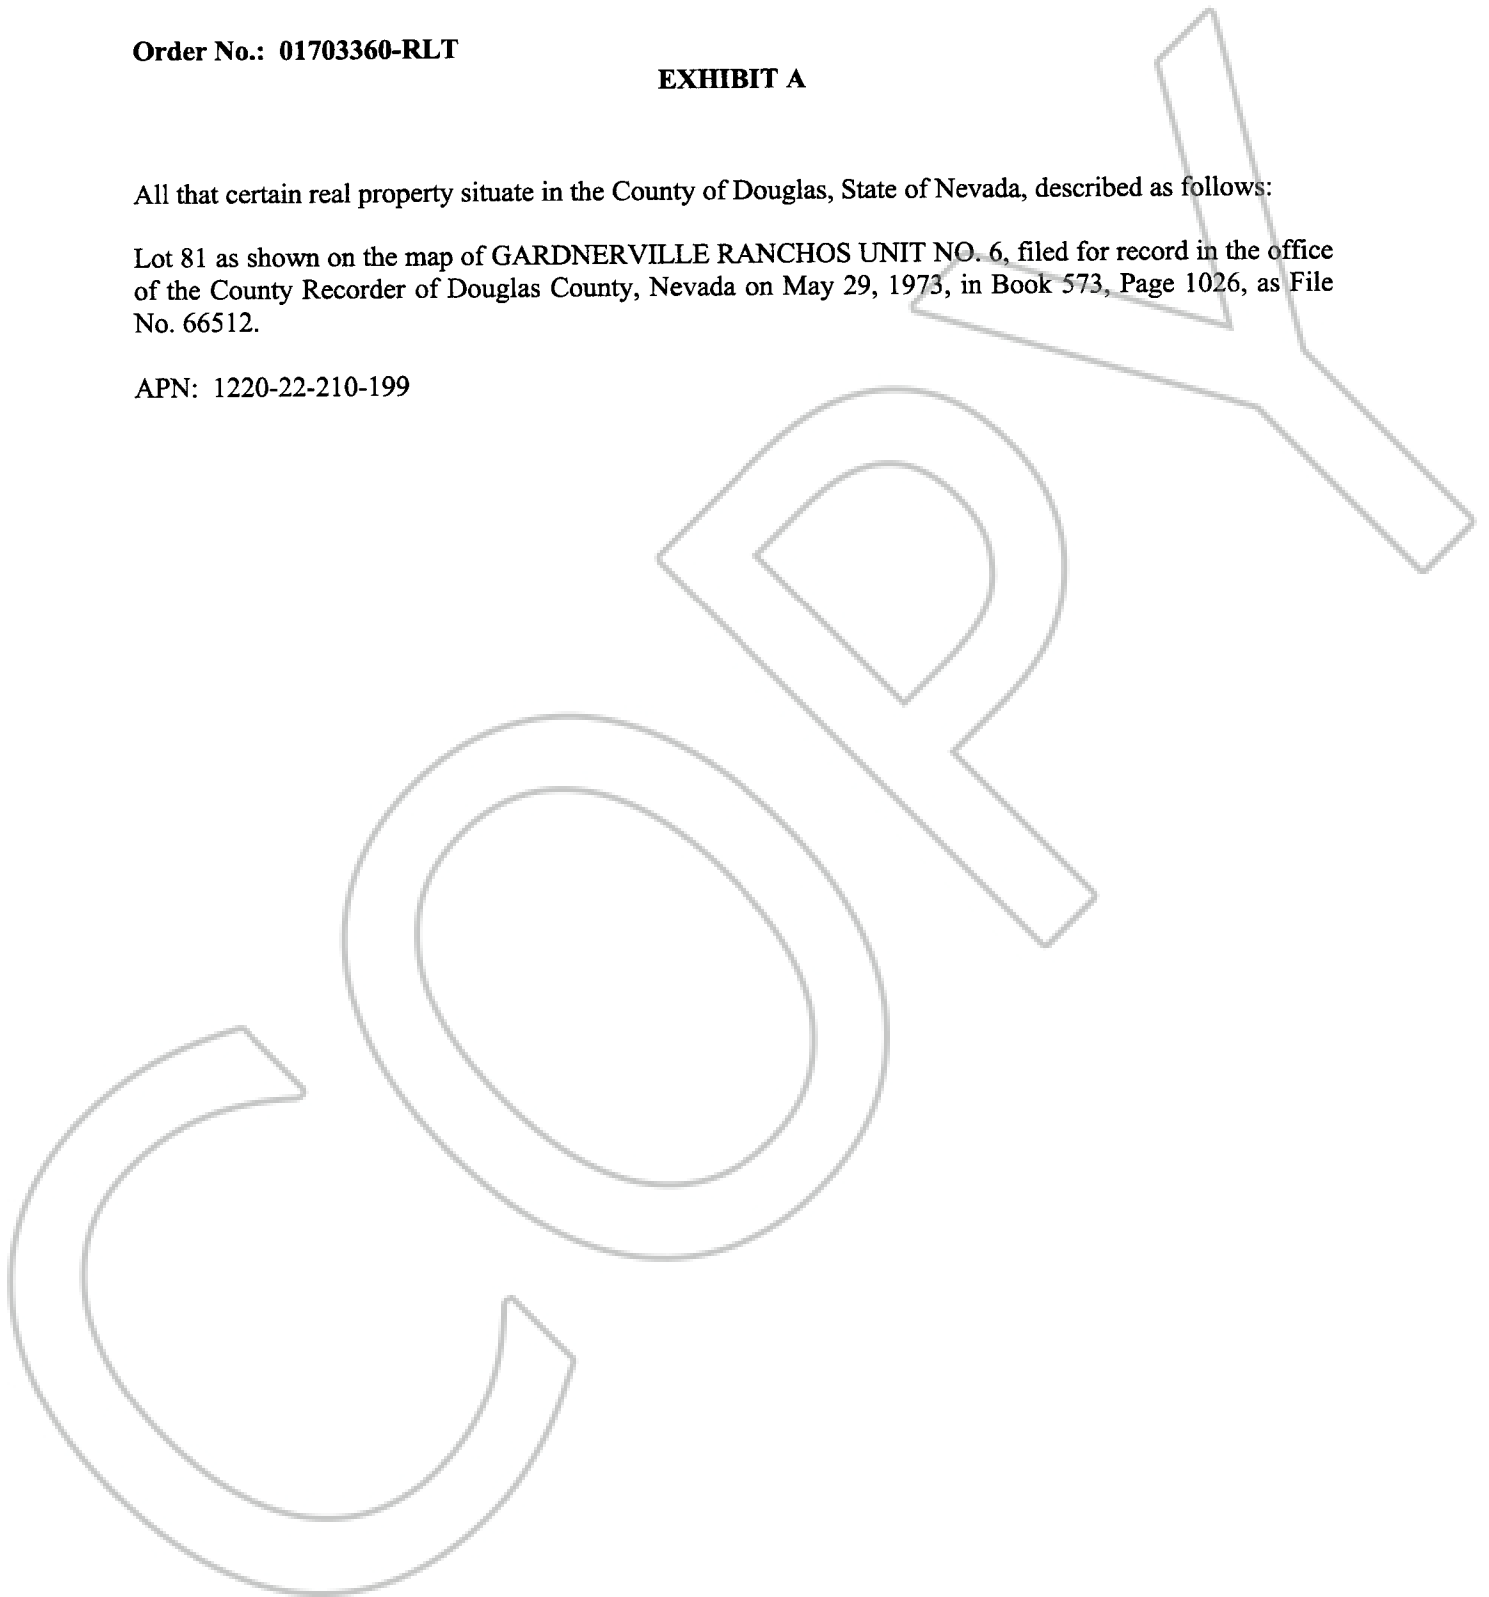 Order No.: 01703360-RLT
EXHIBIT A
All that certain real property situate in the County of Douglas, State of Nevada, described as follows:
Lot 81 as shown on the map of GARDNERVILLE RANCHOS UNIT NO. 6, filed for record in the office
of the County Recorder of Douglas County, Nevada on May 29, 1973, in Book 573, Page 1026, as File
No. 66512.
APN: 1220-22-210-199
COPY